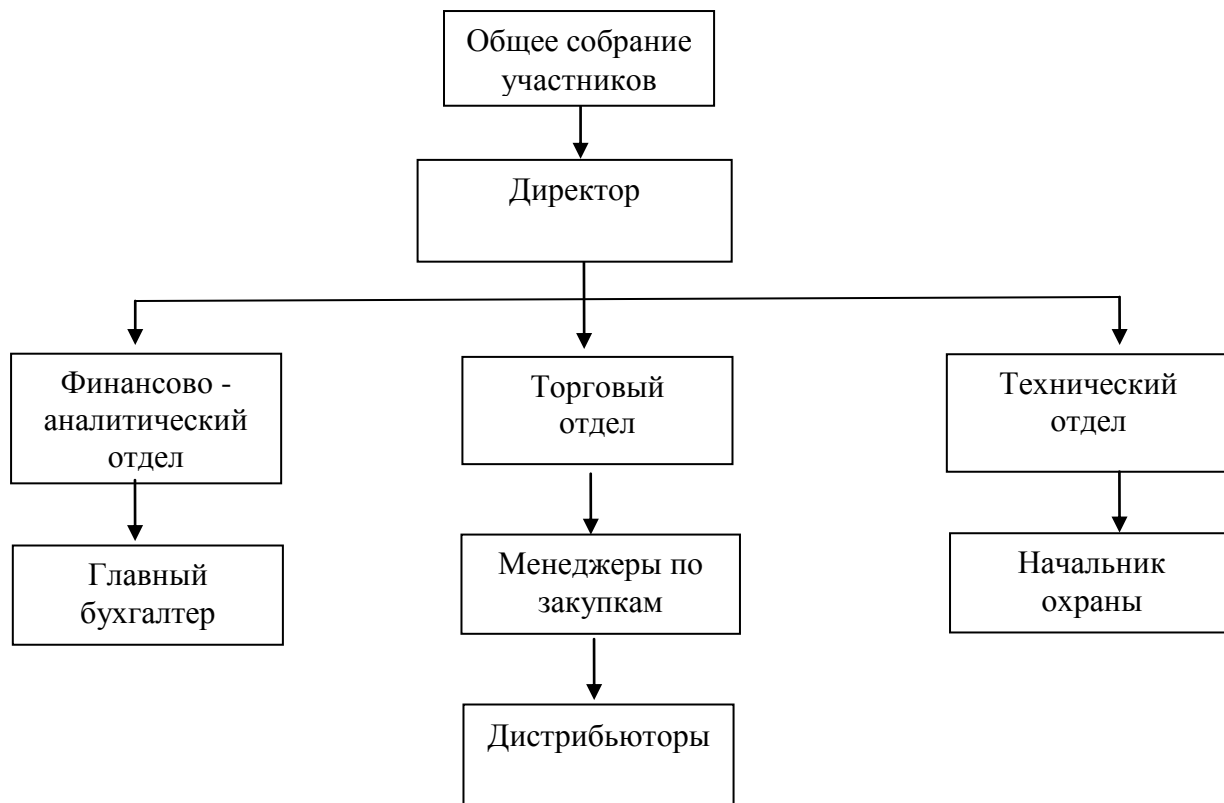 Общее собрание
участников
Директор
Финансово -
аналитический
отдел
Торговый
отдел
Технический
отдел
Главный
бухгалтер
Менеджеры по
закупкам
Начальник
охраны
Дистрибьюторы